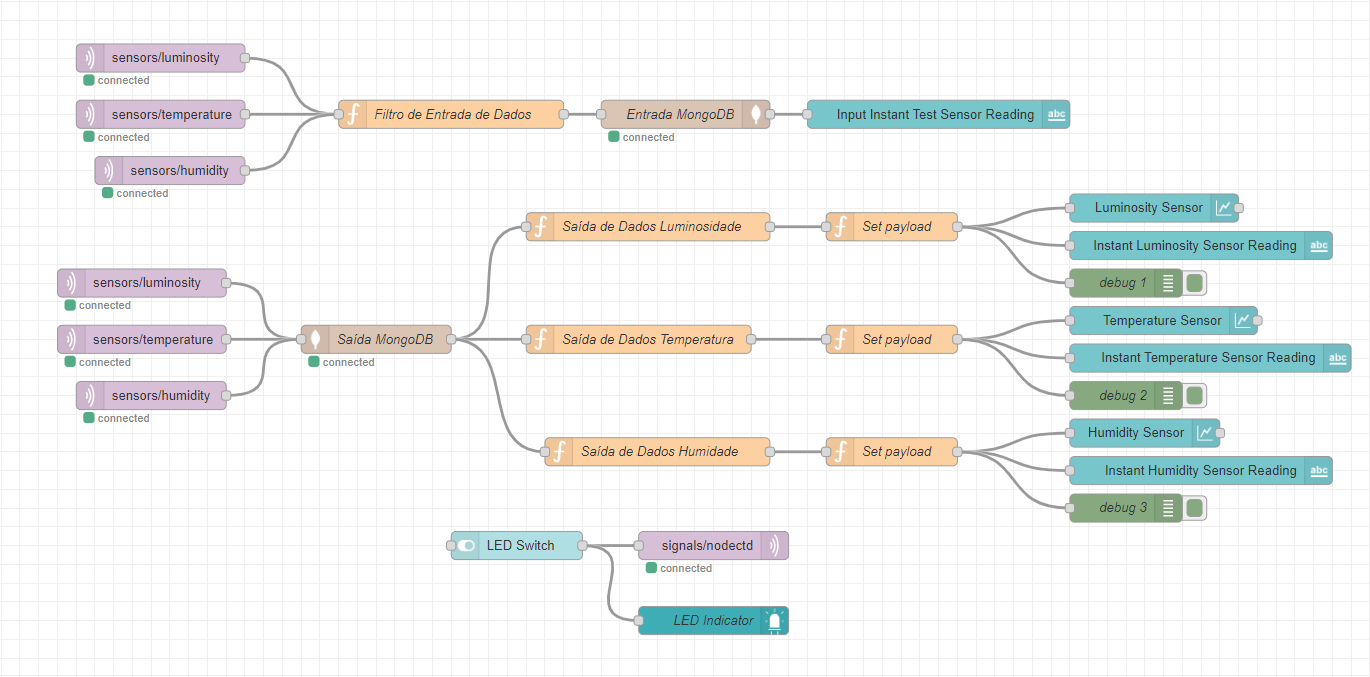 sensors/luminosity
connected
sensors/temperature
connected
sensors/humidity
connected
Filtro de Entrada de Dados
Entrada MongoDB
connected
Input Instant Test Sensor Reading
abc
sensors/luminosity
connected
sensors/temperature
connected
sensors/humidity
connected
Saída MongoDB
connected
Saída de Dados Luminosidade
Set payload
Luminosity Sensor
Instant Luminosity Sensor Reading
abc
debug 1
Saída de Dados Temperatura
Set payload
Temperature Sensor
Instant Temperature Sensor Reading
abc
debug 2
Saída de Dados Humidade
Set payload
Humidity Sensor
Instant Humidity Sensor Reading
abc
debug 3
LED Switch
signals/nodectd
connected
LED Indicator